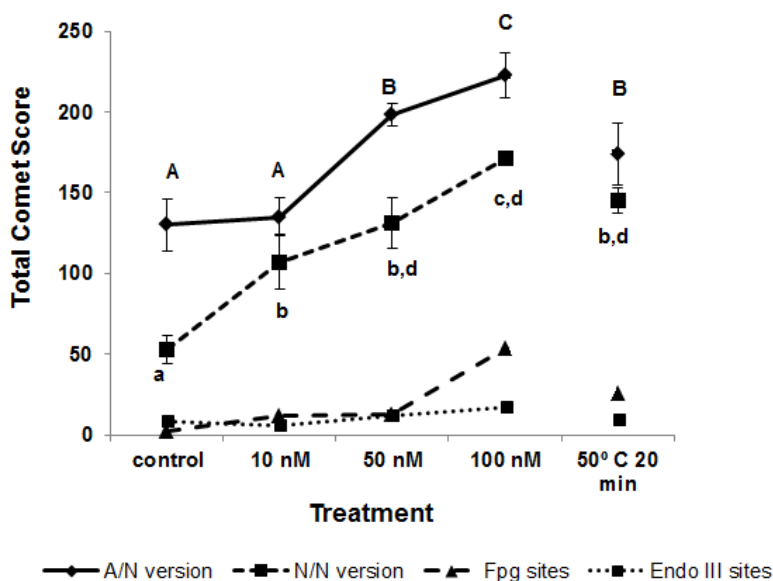 250
200
150
100
50
0
Total Comet Score
A
A
B
C
B
a
b
b,d
c,d
b,d
control
10 nM
50 nM
100 nM
50º C 20
min
Treatment
A/N version
N/N version
Fpg sites
Endo III sites